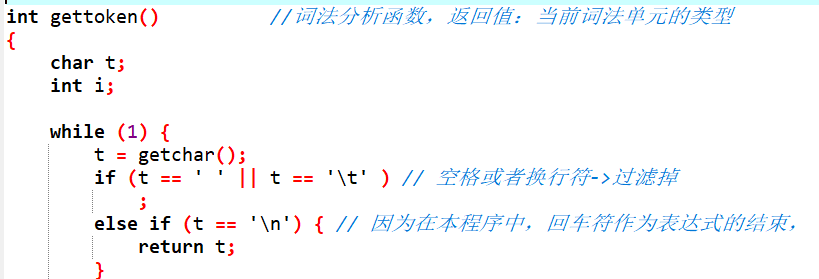 int gettoken() //词法分析函数，返回值：当前词法单元的类型
{
char t;
int i;
while (1) {
t = getchar();
if (t == ' ' || t == '\t' ) // 空格或者换行符->过滤掉
;
else if (t == '\n') { // 因为在本程序中，回车符作为表达式的结束，
return t;
}